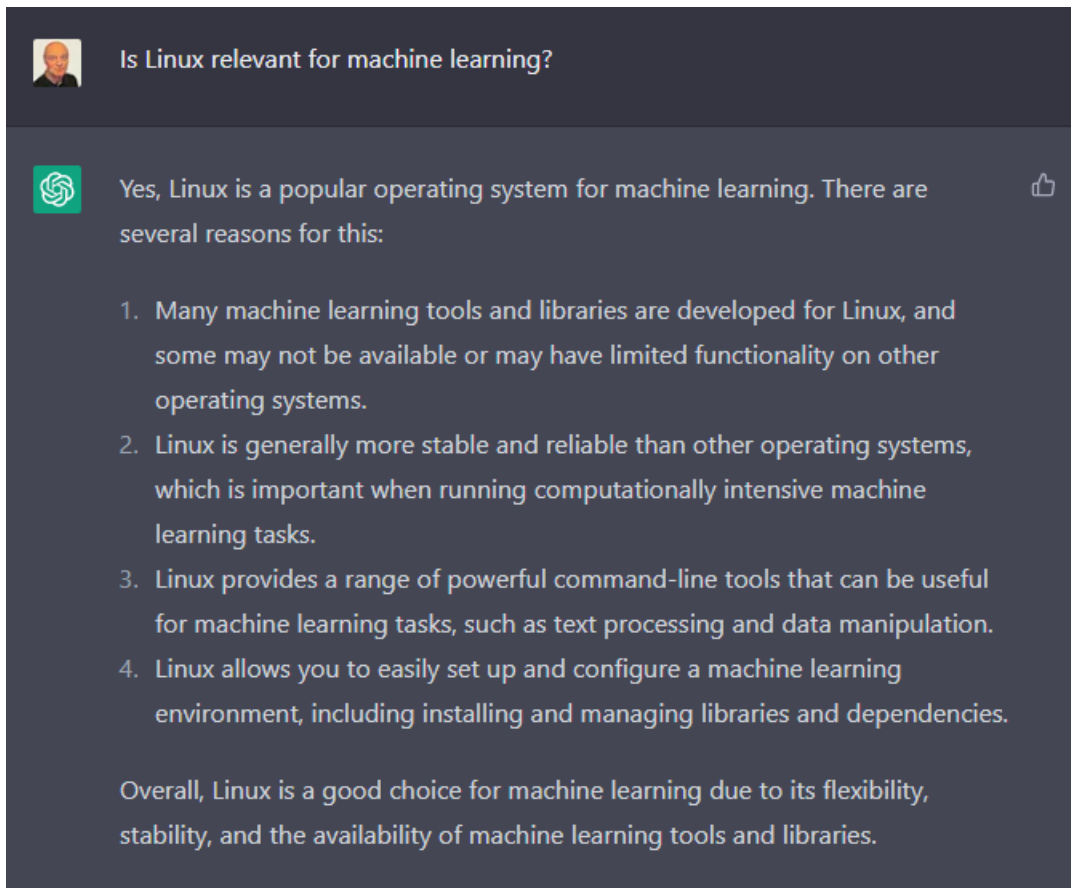 Is Linux relevant for machine learning?
Yes, Linux is a popular operating system for machine learning. There are
several reasons for this:
1. Many machine learning tools and libraries are developed for Linux, and
some may not be available or may have limited functionality on other
operating systems.
2. Linux is generally more stable and reliable than other operating systems,
which is important when running computationally intensive machine
learning tasks.
3. Linux provides a range of powerful command-line tools that can be useful
for machine learning tasks, such as text processing and data manipulation.
4. Linux allows you to easily set up and configure a machine learning
environment, including installing and managing libraries and dependencies.
Overall, Linux is a good choice for machine learning due to its flexibility,
stability, and the availability of machine learning tools and libraries.